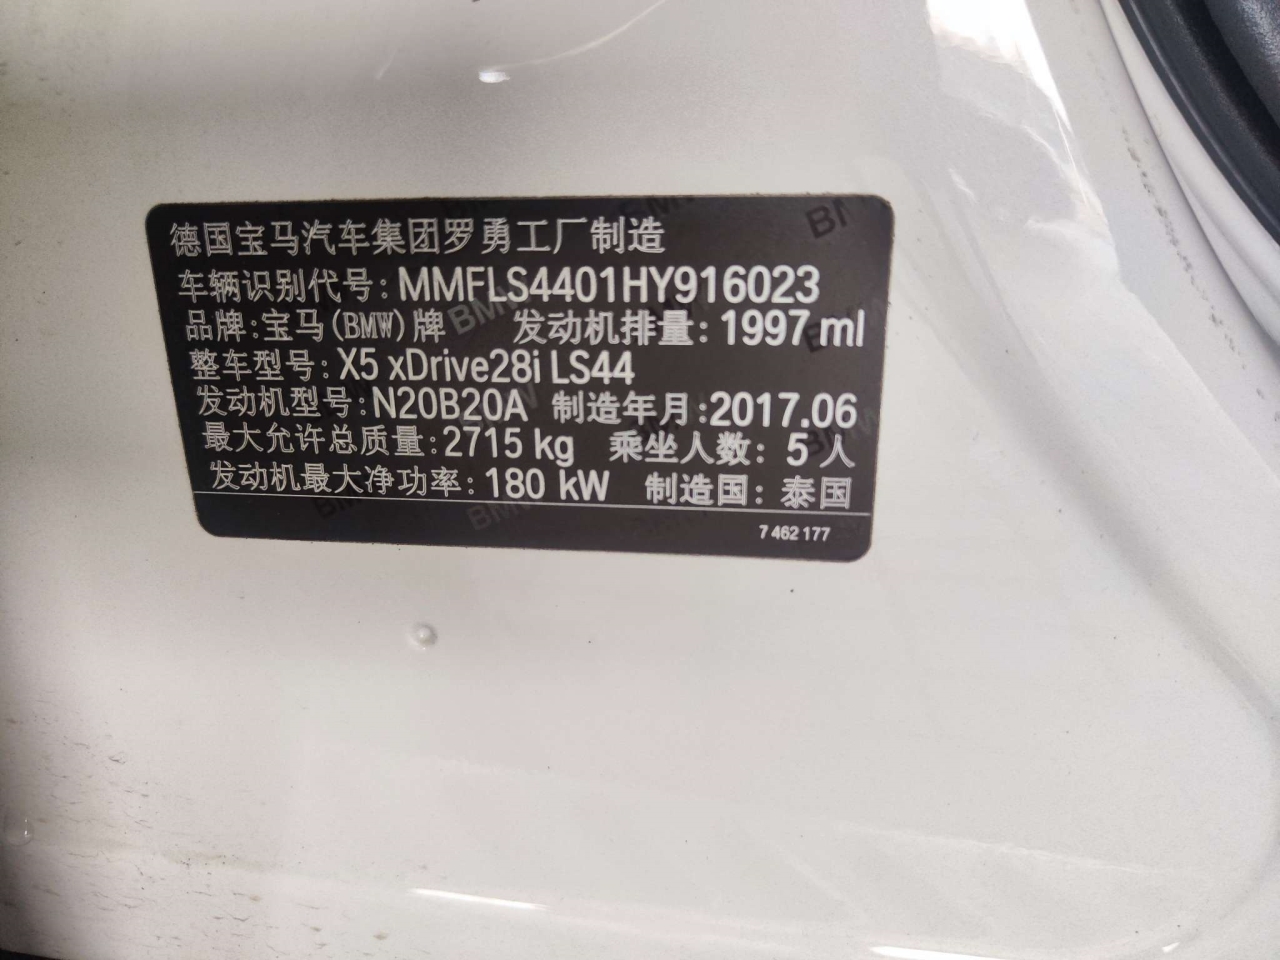 德国宝马汽车集团罗勇工厂制造
车辆识别代号: MMFLS4401HY916023
品牌:宝马(BMW)牌 发动机排量: 1997 ml
整车型号: X5 xDrive28i LS44
发动机型号: N20B20A 制造年月:2017.06
最大允许总质量: 2715 kg 乘坐人数: 5 人
发动机最大净功率: 180 kW 制造国: 泰国
7 462 177